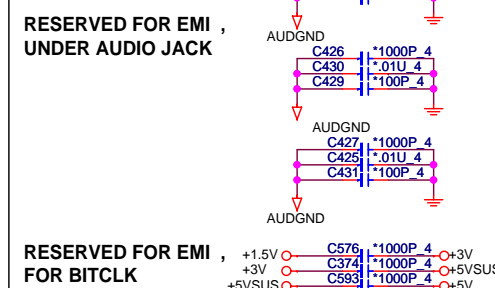 RESERVED FOR EMI ,
UNDER AUDIO JACK
AUDGND
C426 *1000P_4
C430 *.01U_4
C429 *100P_4
AUDGND
C427 *1000P_4
C425 *.01U_4
C431 *100P_4
AUDGND
RESERVED FOR EMI ,
FOR BITCLK
+1.5V C576 *1000P_4 +3V
+3V C374 *1000P_4 +5VSUS
+5VSUS C593 *1000P_4 +5V